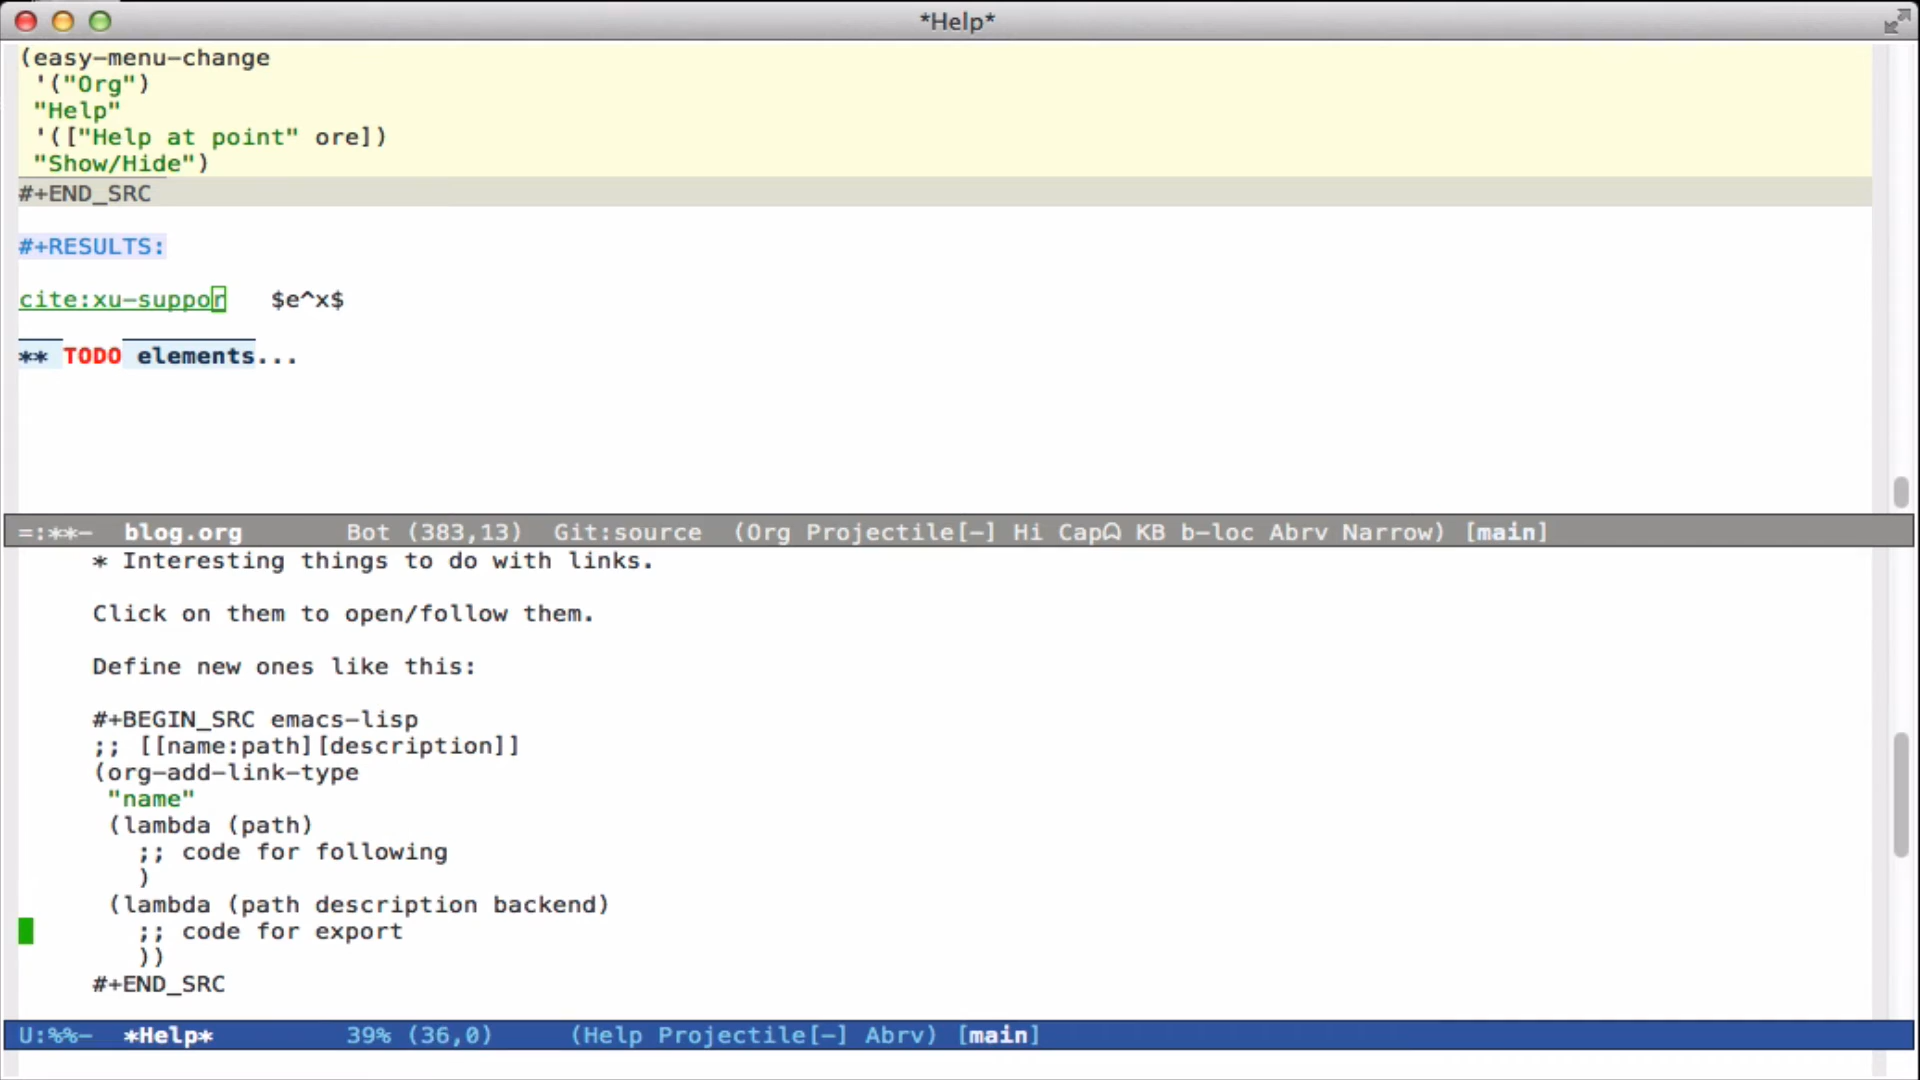 *Help*
(easy-menu-change
 '("Org")
 "Help"
 '(["Help at point" ore])
 "Show/Hide")
#+END_SRC
#+RESULTS:
cite:xu-suppor   $e^x$
** TODO elements...
=:**-  blog.org       Bot (383,13)  Git:source  (Org Projectile[-] Hi Capᗣ KB b-loc Abrv Narrow) [main]
     * Interesting things to do with links.
     Click on them to open/follow them.
     Define new ones like this:
     #+BEGIN_SRC emacs-lisp
     ;; [[name:path][description]]
     (org-add-link-type
      "name"
      (lambda (path)
        ;; code for following
        )
      (lambda (path description backend)
        ;; code for export
        ))
     #+END_SRC
U:%%-  *Help*         39% (36,0)     (Help Projectile[-] Abrv) [main]